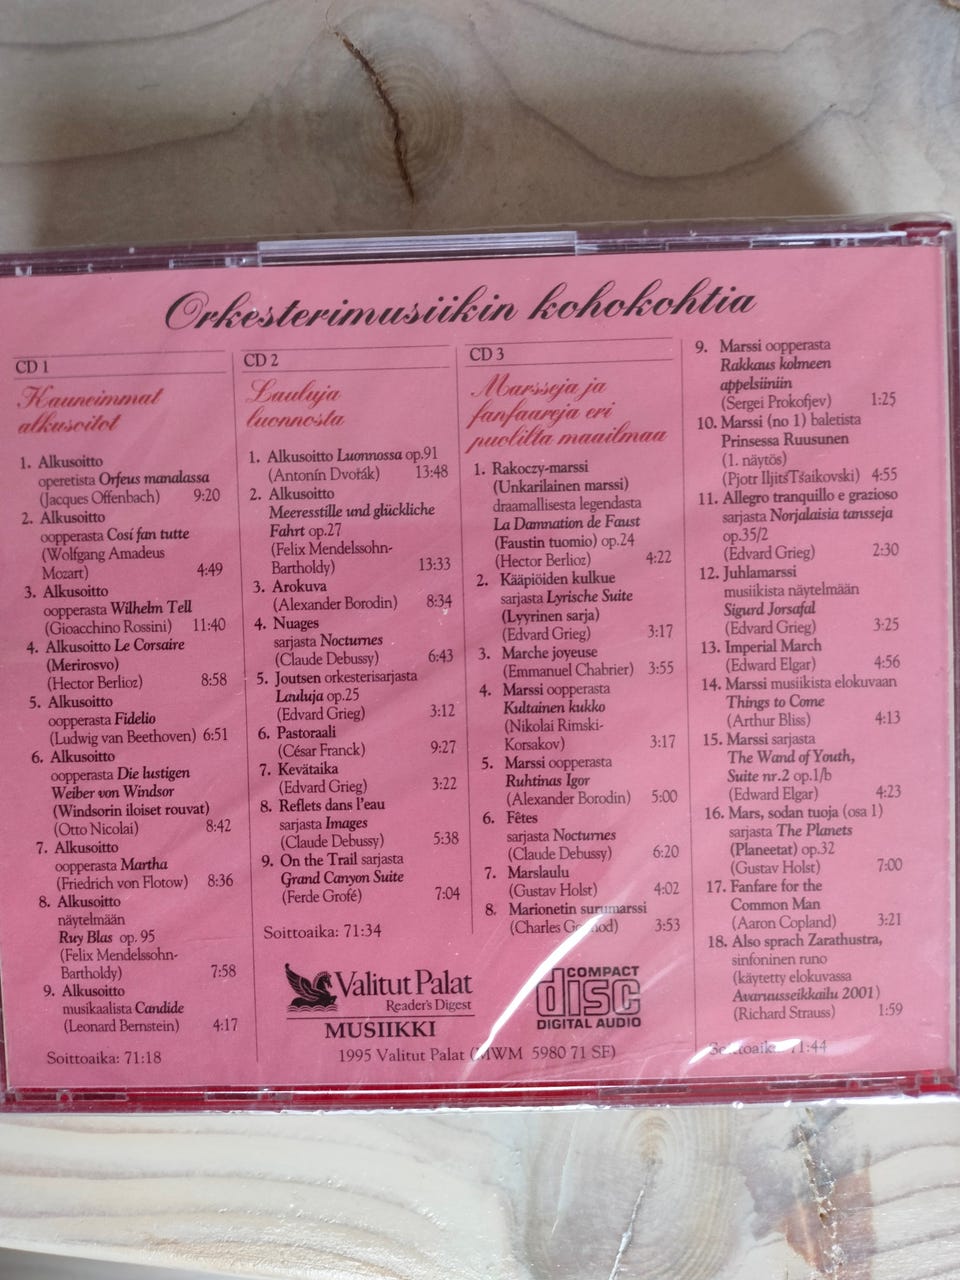 Orkesterimusiikin kohokohtia
CD 1
Kauneimmat
alkusoitot
1. Alkusoitto
operetista Orfeus manalassa
(Jacques Offenbach) 9:20
2. Alkusoitto
oopperasta Cosí fan tutte
(Wolfgang Amadeus
Mozart) 4:49
3. Alkusoitto
oopperasta Wilhelm Tell
(Gioacchino Rossini) 11:40
4. Alkusoitto Le Corsaire
(Merirosvo)
(Hector Berlioz) 8:58
5. Alkusoitto
oopperasta Fidelio
(Ludwig van Beethoven) 6:51
6. Alkusoitto
oopperasta Die lustigen
Weiber von Windsor
(Windsorin iloiset rouvat)
(Otto Nicolai) 8:42
7. Alkusoitto
oopperasta Martha
(Friedrich von Flotow) 8:36
8. Alkusoitto
näytelmään
Ruy Blas op. 95
(Felix Mendelssohn-
Bartholdy) 7:58
9. Alkusoitto
musikaalista Candide
(Leonard Bernstein) 4:17
Soittoaika: 71:18
CD 2
Lauluja
luonnosta
1. Alkusoitto Luonnossa op.91
(Antonín Dvořák) 13:48
2. Alkusoitto
Meeresstille und glückliche
Fahrt op.27
(Felix Mendelssohn-
Bartholdy) 13:33
3. Arokuva
(Alexander Borodin) 8:34
4. Nuages
sarjasta Nocturnes
(Claude Debussy) 6:43
5. Joutsen orkesterisarjasta
Lauluja op.25
(Edvard Grieg) 3:12
6. Pastoraali
(César Franck) 9:27
7. Kevätaika
(Edvard Grieg) 3:22
8. Reflets dans l'eau
sarjasta Images
(Claude Debussy) 5:38
9. On the Trail sarjasta
Grand Canyon Suite
(Ferde Grofé) 7:04
Soittoaika: 71:34
CD 3
Marsseja ja
fanfaareja eri
puolilta maailmaa
1. Rakoczy-marssi
(Unkarilainen marssi)
draamallisesta legendasta
La Damnation de Faust
(Faustin tuomio) op.24
(Hector Berlioz) 4:22
2. Kääpiöiden kulkue
sarjasta Lyrische Suite
(Lyyrinen sarja)
(Edvard Grieg) 3:17
3. Marche joyeuse
(Emmanuel Chabrier) 3:55
4. Marssi oopperasta
Kultainen kukko
(Nikolai Rimski-
Korsakov) 3:17
5. Marssi oopperasta
Ruhtinas Igor
(Alexander Borodin) 5:00
6. Fêtes
sarjasta Nocturnes
(Claude Debussy) 6:20
7. Marslaulu
(Gustav Holst) 4:02
8. Marionetin surumarssi
(Charles Gounod) 3:53
9. Marssi oopperasta
Rakkaus kolmeen
appelsiiniin
(Sergei Prokofjev) 1:25
10. Marssi (no 1) baletista
Prinsessa Ruusunen
(1. näytös)
(Pjotr IljitšTšaikovski) 4:55
11. Allegro tranquillo e grazioso
sarjasta Norjalaisia tansseja
op.35/2
(Edvard Grieg) 2:30
12. Juhlamarssi
musiikista näytelmään
Sigurd Jorsafal
(Edvard Grieg) 3:25
13. Imperial March
(Edward Elgar) 4:56
14. Marssi musiikista elokuvaan
Things to Come
(Arthur Bliss) 4:13
15. Marssi sarjasta
The Wand of Youth,
Suite nr.2 op.1/b
(Edward Elgar) 4:23
16. Mars, sodan tuoja (osa 1)
sarjasta The Planets
(Planeetat) op.32
(Gustav Holst) 7:00
17. Fanfare for the
Common Man
(Aaron Copland) 3:21
18. Also sprach Zarathustra,
sinfoninen runo
(käytetty elokuvassa
Avaruusseikkailu 2001)
(Richard Strauss) 1:59
Soittoaika: 71:44
Valitut Palat
Reader's Digest
MUSIIKKI
COMPACT
disc
DIGITAL AUDIO
1995 Valitut Palat (MWM 5980 71 SF)